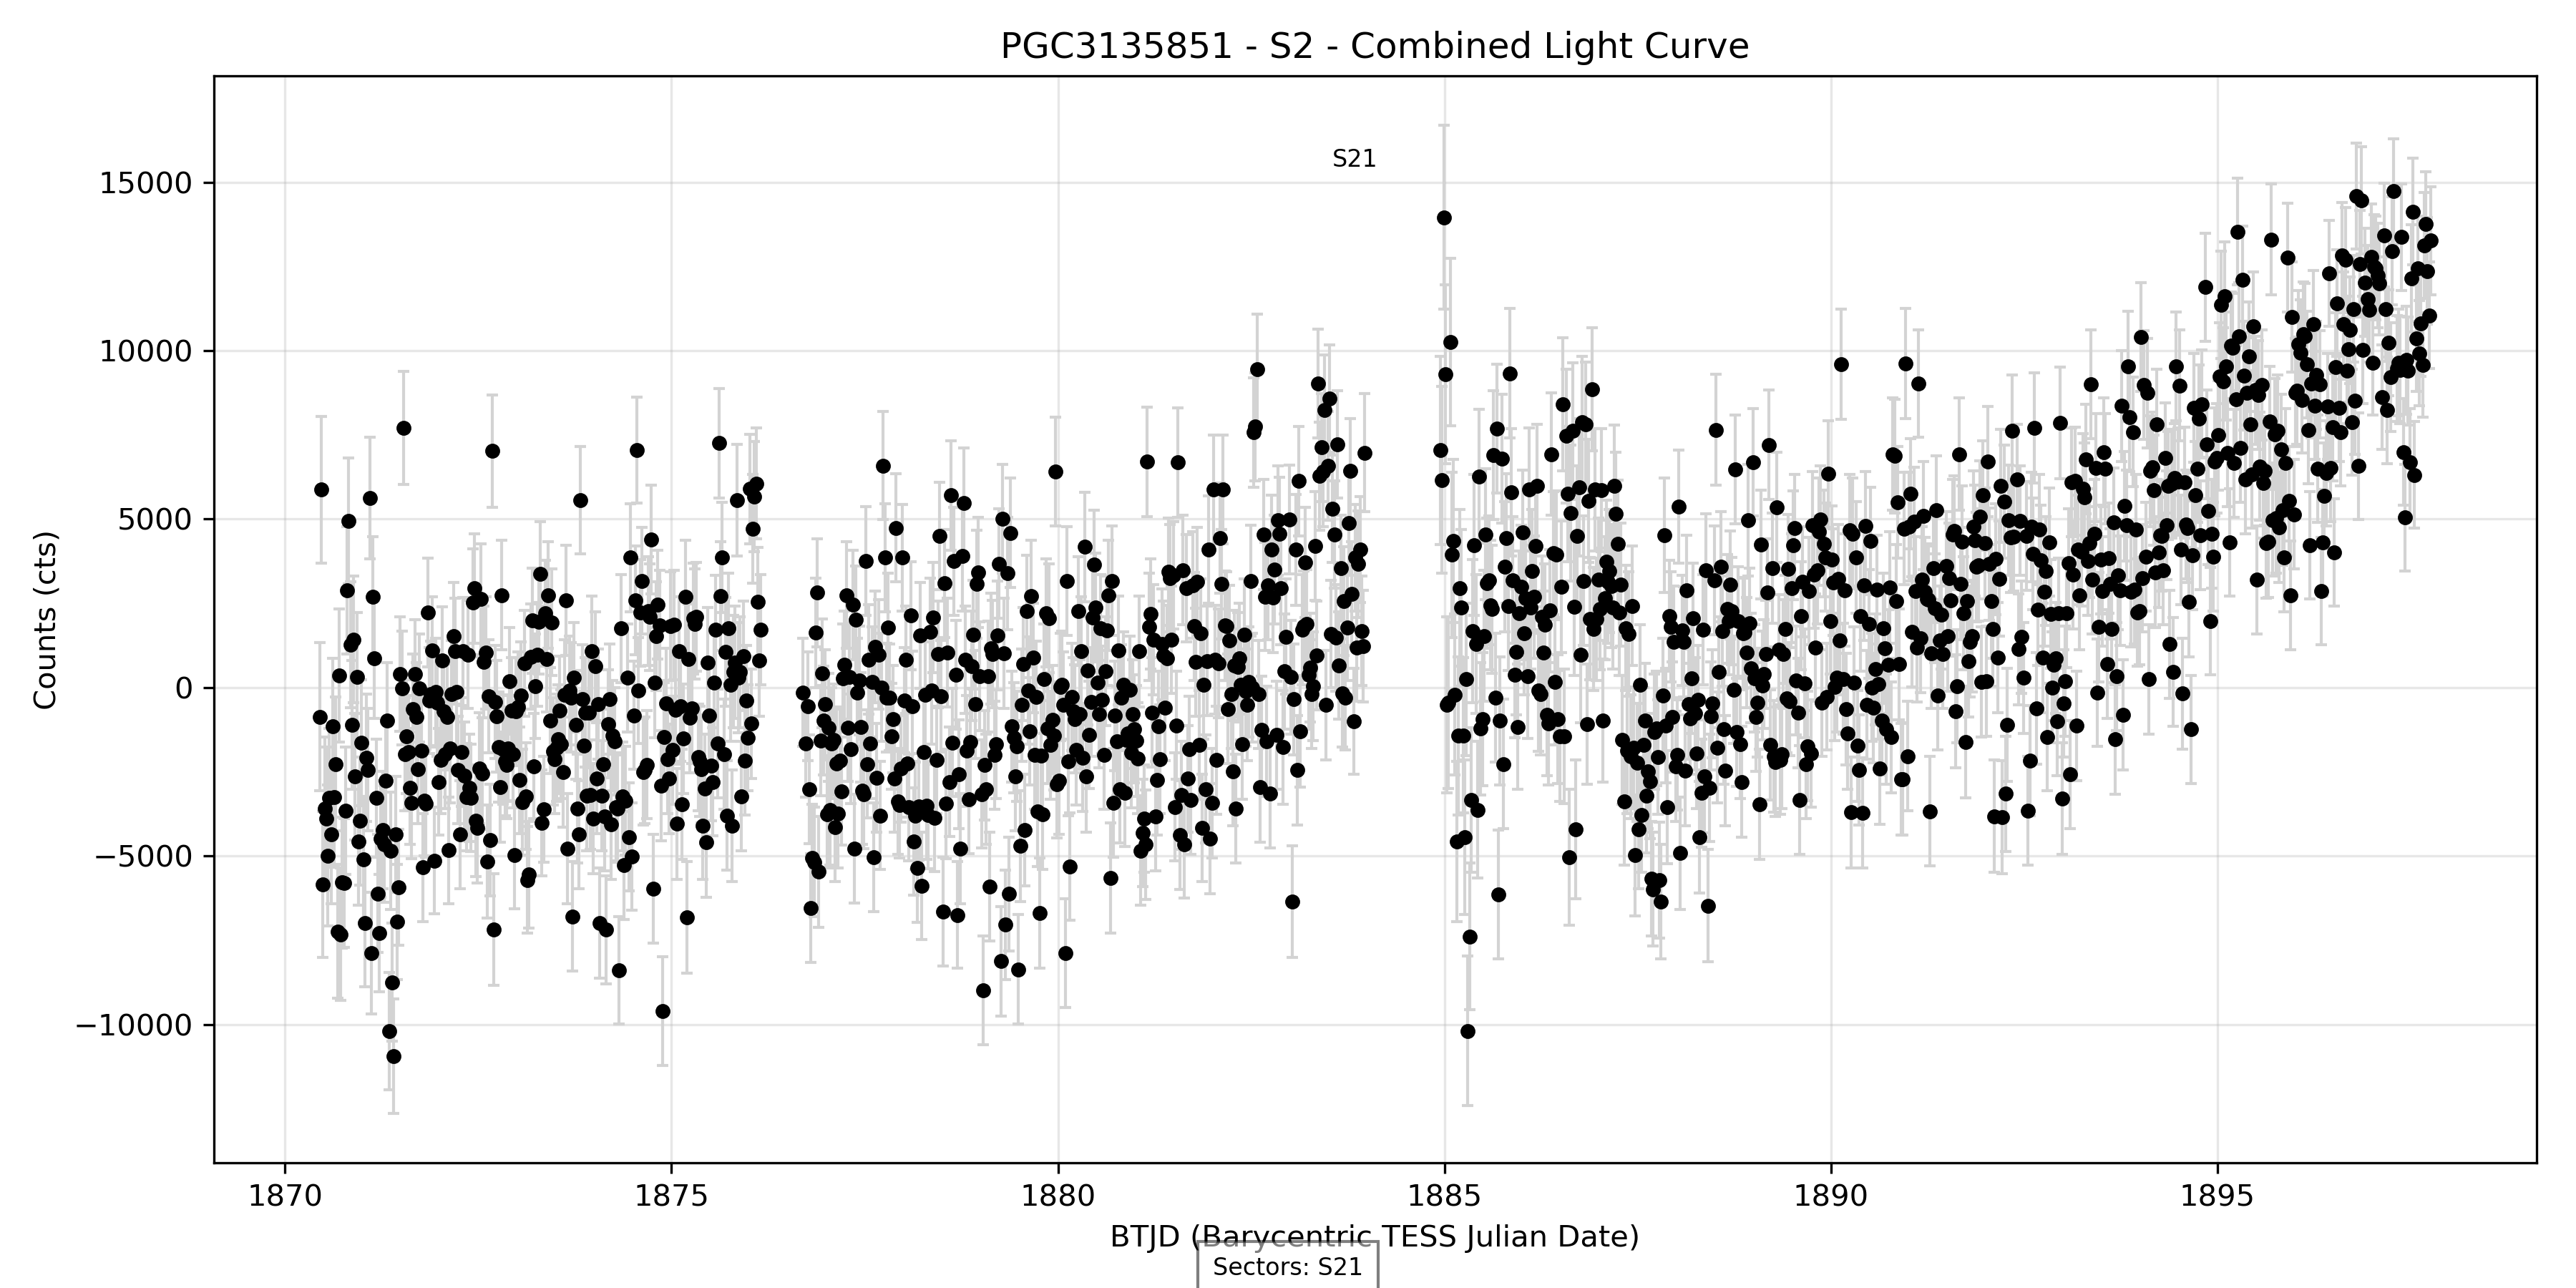 PGC3135851 - S2 - Combined Light Curve
Counts (cts)
15000
10000
5000
0
−5000
−10000
S21
1870 1875 1880 1885 1890 1895
BTJD (Barycentric TESS Julian Date)
Sectors: S21